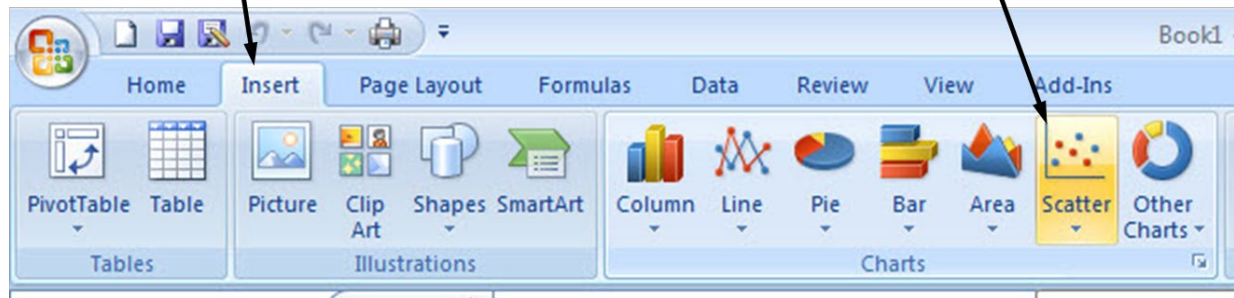 Book1
Home Insert Page Layout Formulas Data Review View Add-Ins
PivotTable Table Picture Clip Art Shapes SmartArt Column Line Pie Bar Area Scatter Other Charts
Tables Illustrations Charts